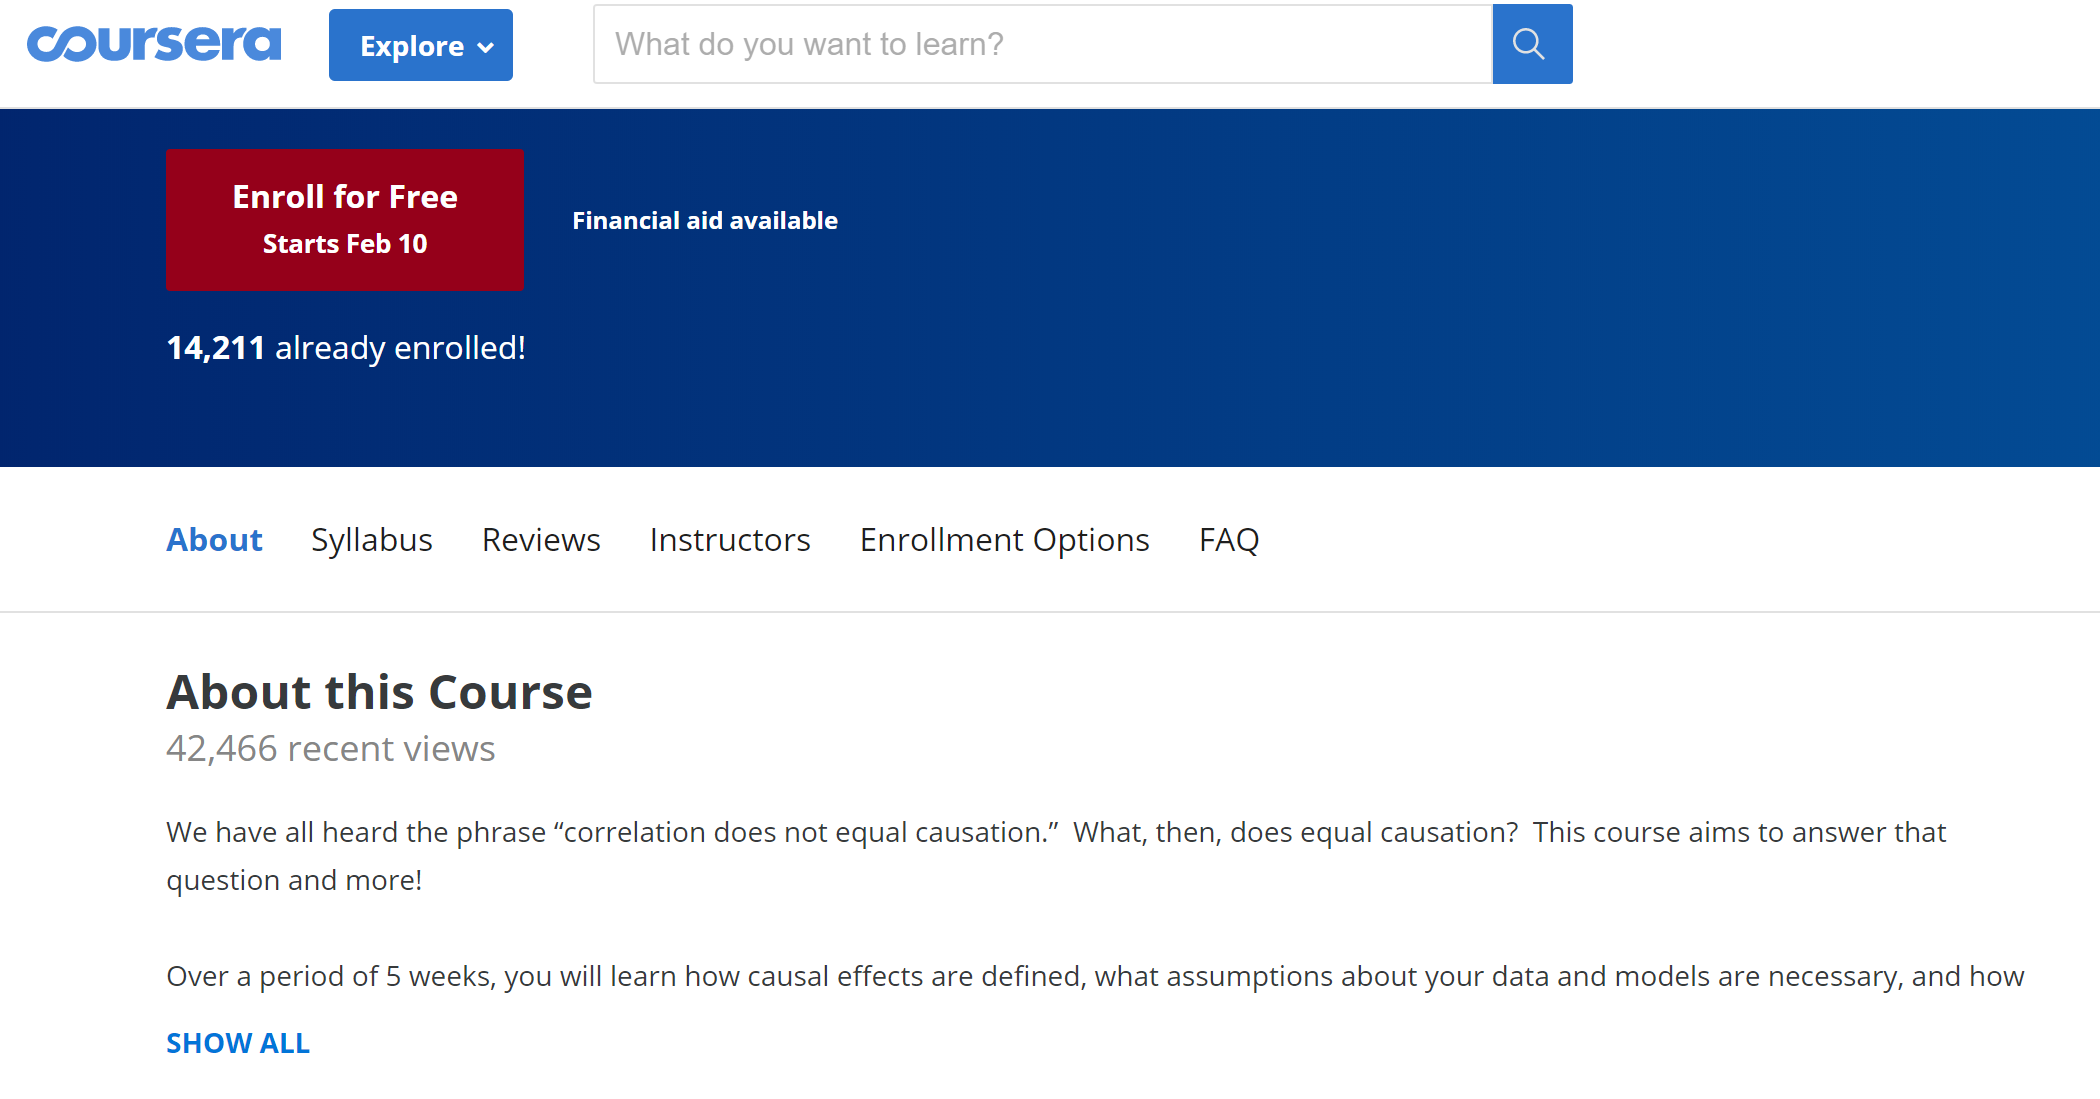 coursera
Explore
What do you want to learn?
Enroll for Free
Starts Feb 10
Financial aid available
14,211 already enrolled!
About Syllabus Reviews Instructors Enrollment Options FAQ
About this Course
42,466 recent views
We have all heard the phrase “correlation does not equal causation.”  What, then, does equal causation?  This course aims to answer that
question and more!
Over a period of 5 weeks, you will learn how causal effects are defined, what assumptions about your data and models are necessary, and how
SHOW ALL